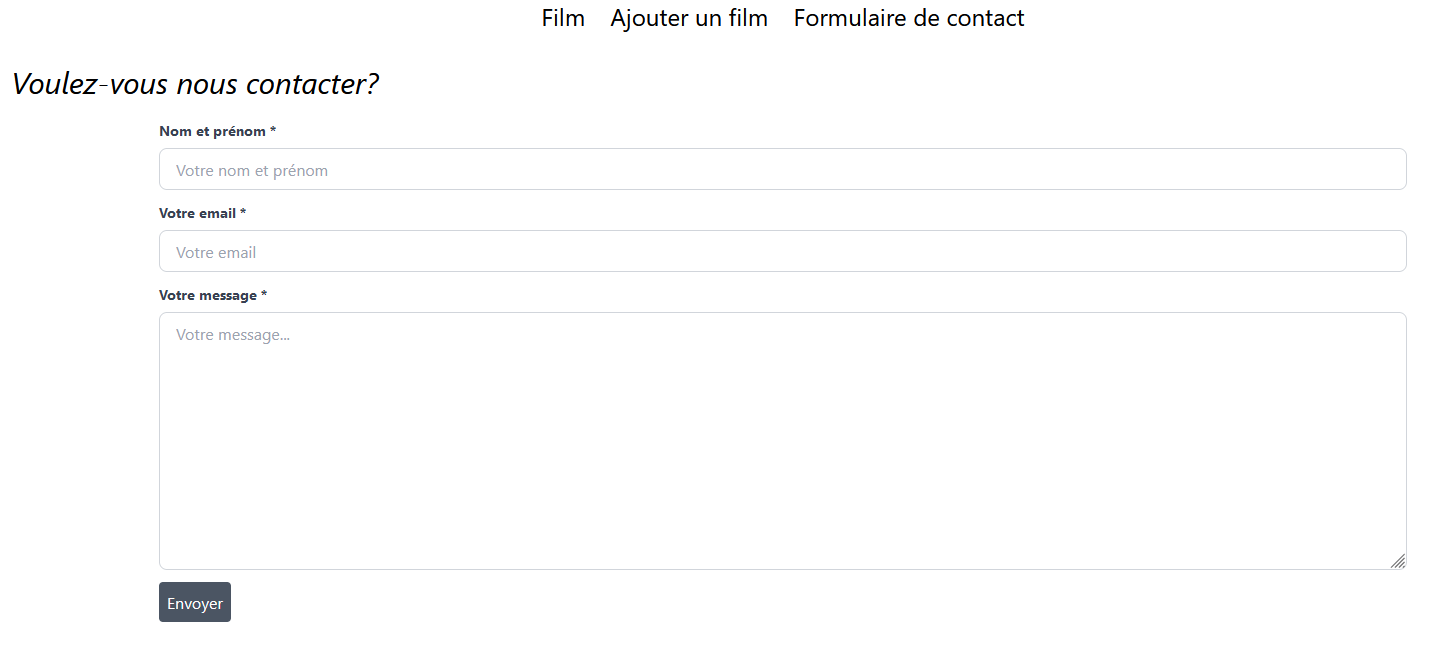 Film Ajouter un film Formulaire de contact
Voulez-vous nous contacter?
Nom et prénom *
Votre nom et prénom
Votre email *
Votre email
Votre message *
Votre message...
Envoyer